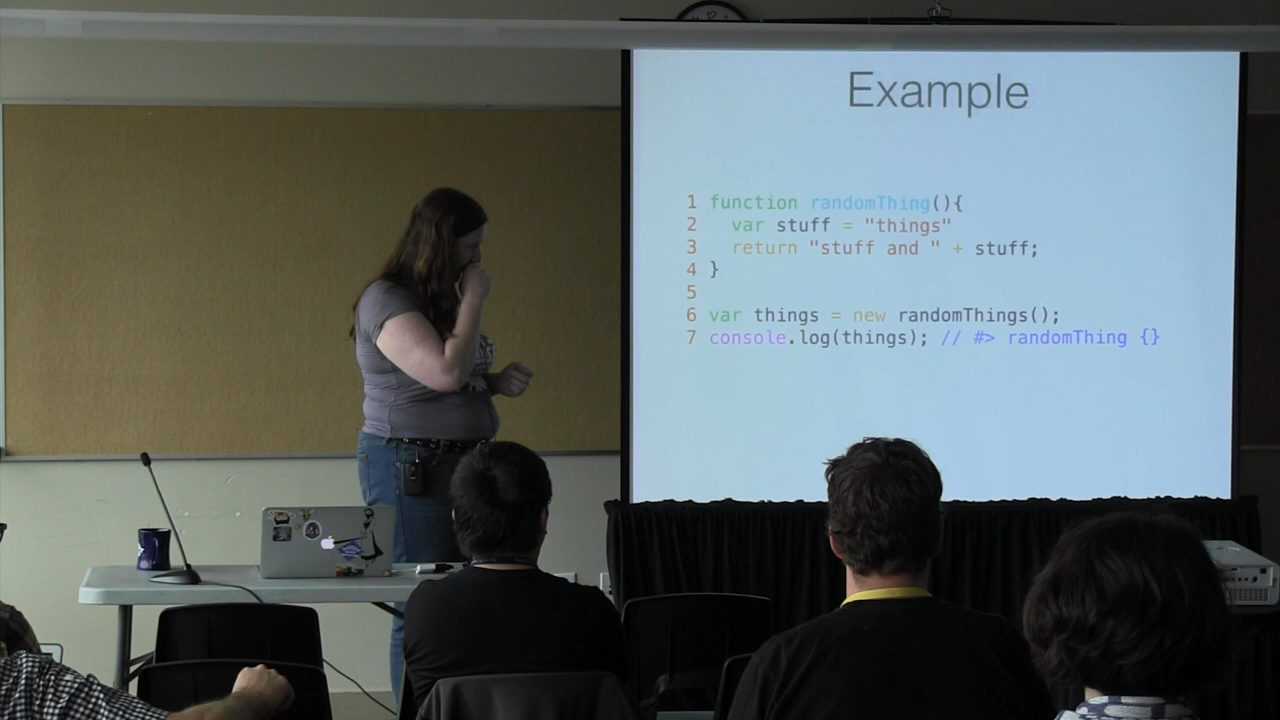 Example
1 function randomThing(){
2   var stuff = "things"
3   return "stuff and " + stuff;
4 }
5
6 var things = new randomThings();
7 console.log(things); // #> randomThing {}